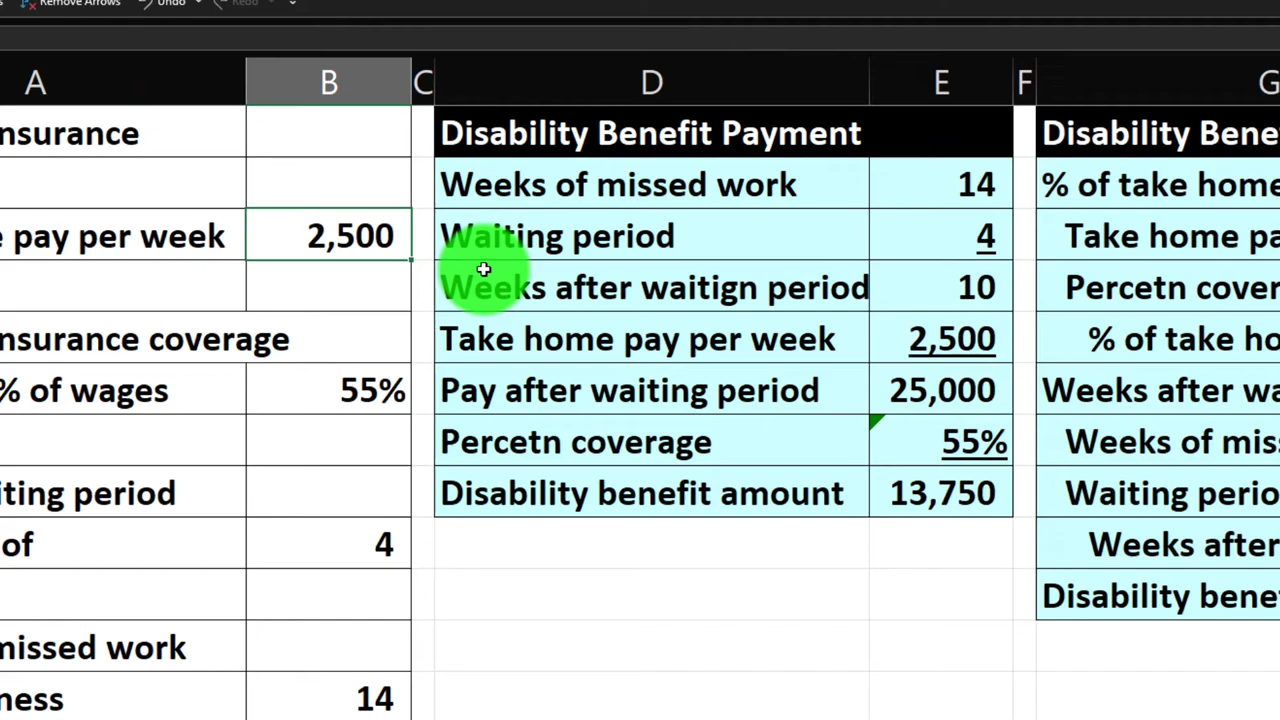 Remove Arrows Undo Redo
A B C D E F G
nsurance Disability Benefit Payment Disability Bene
Weeks of missed work 14 % of take home
pay per week 2,500 Waiting period 4 Take home pa
Weeks after waitign period 10 Percetn cover
nsurance coverage Take home pay per week 2,500 % of take ho
% of wages 55% Pay after waiting period 25,000 Weeks after wa
Percetn coverage 55% Weeks of mis
iting period Disability benefit amount 13,750 Waiting perio
of 4 Weeks after
Disability bene
missed work
ness 14